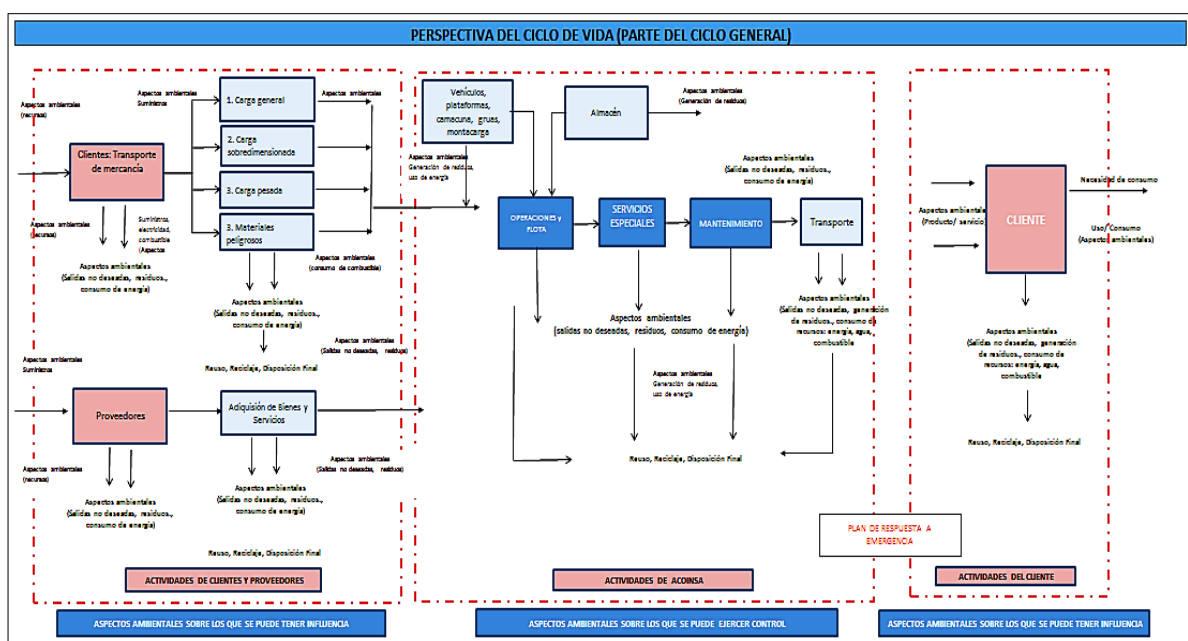 PERSPECTIVA DEL CICLO DE VIDA (PARTE DEL CICLO GENERAL)
Aspectos ambientales
(recursos)
Aspectos ambientales
Suministros
Clientes: Transporte
de mercancía
1. Carga general
2. Carga
sobredimensionada
3. Carga pesada
3. Materiales
peligrosos
Aspectos ambientales
Aspectos ambientales
(recursos)
Suministros,
electricidad,
combustible
(Aspectos
Aspectos ambientales
(Salidas no deseadas, residuos.,
consumo de energía)
Aspectos ambientales
(consumo de combustible)
Aspectos ambientales
(Salidas no deseadas, residuos.,
consumo de energía)
Reuso, Reciclaje, Disposición Final
Aspectos ambientales
(Salidas no deseadas, residuos)
Aspectos ambientales
Suministros
Proveedores
Adiquisión de Bienes y
Servicios
Aspectos ambientales
(recursos)
Aspectos ambientales
(Salidas no deseadas, residuos)
Aspectos ambientales
(Salidas no deseadas, residuos.,
consumo de energía)
Aspectos ambientales
(Salidas no deseadas, residuos.,
consumo de energía)
Reuso, Reciclaje, Disposición Final
ACTIVIDADES DE CLIENTES Y PROVEEDORES
ASPECTOS AMBIENTALES SOBRE LOS QUE SE PUEDE TENER INFLUENCIA
Vehículos,
plataformas,
camacuna, gruas,
montacarga
Almacén
Aspectos ambientales
(Generación de residuos)
Aspectos ambientales
Generación de residuos,
uso de energía
Aspectos ambientales
(Salidas no deseadas, residuos.,
consumo de energía)
OPERACIONES y
FLOTA
SERVICIOS
ESPECIALES
MANTENIMIENTO
Transporte
Aspectos ambientales
(salidas no deseadas, residuos, consumo de energía)
Aspectos ambientales
(Salidas no deseadas, generación
de residuos., consumo de
recursos: energía, agua,
combustible)
Aspectos ambientales
Generación de residuos,
uso de energía
Reuso, Reciclaje, Disposición Final
PLAN DE RESPUESTA A
EMERGENCIA
ACTIVIDADES DE ACOINSA
ASPECTOS AMBIENTALES SOBRE LOS QUE SE PUEDE EJERCER CONTROL
Aspectos ambientale
(Producto/ servicio)
CLIENTE
Necesidad de consumo
Uso/ Consumo
(Aspectos ambientales)
Aspectos ambientales
(Salidas no deseadas, generación
de residuos., consumo de
recursos: energía, agua,
combustible)
Reuso, Reciclaje, Disposición Final
ACTIVIDADES DEL CLIENTE
ASPECTOS AMBIENTALES SOBRE LOS QUE SE PUEDE TENER INFLUENCIA